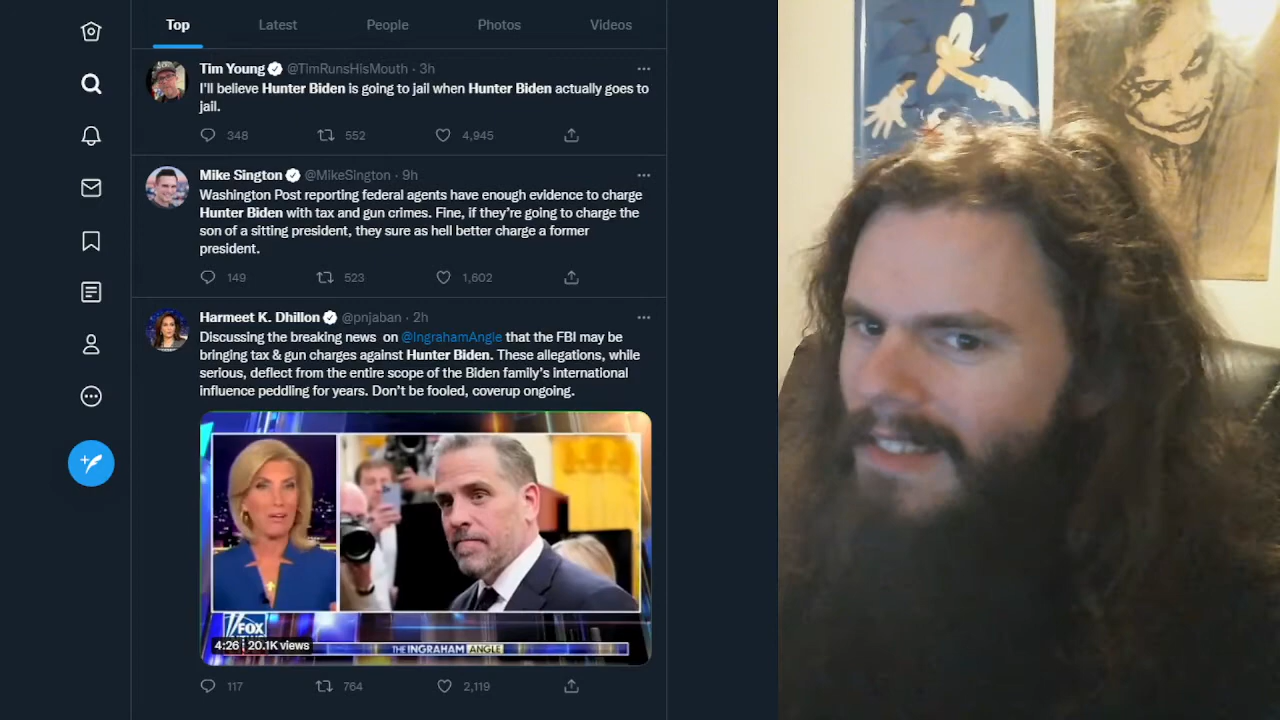 Top Latest People Photos Videos
Tim Young @TimRunsHisMouth · 3h
I'll believe Hunter Biden is going to jail when Hunter Biden actually goes to
jail.
348 552 4,945
Mike Sington @MikeSington · 9h
Washington Post reporting federal agents have enough evidence to charge
Hunter Biden with tax and gun crimes. Fine, if they're going to charge the
son of a sitting president, they sure as hell better charge a former
president.
149 523 1,602
Harmeet K. Dhillon @pnjaban · 2h
Discussing the breaking news on @IngrahamAngle that the FBI may be
bringing tax & gun charges against Hunter Biden. These allegations, while
serious, deflect from the entire scope of the Biden family's international
influence peddling for years. Don't be fooled, coverup ongoing.
FOX
NEWS
4:26 20.1K views
THE INGRAHAM ANGLE
117 764 2,119